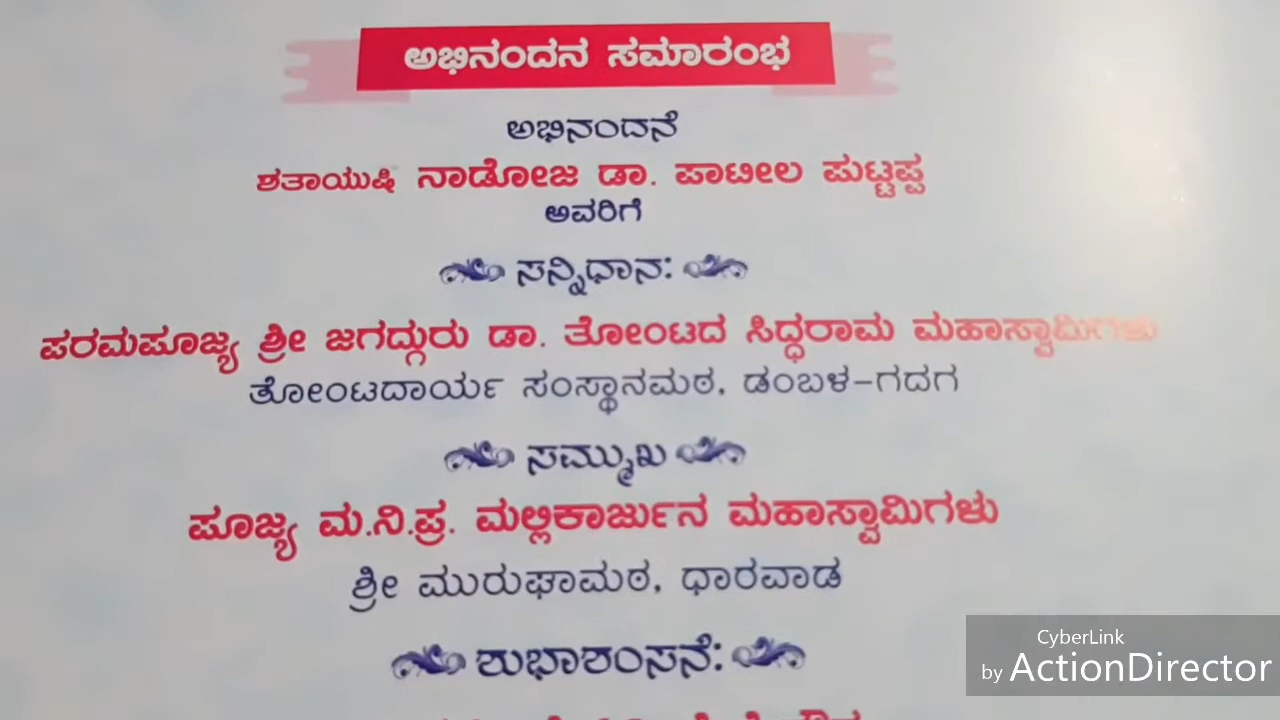 ಅಭಿನಂದನ ಸಮಾರಂಭ
ಅಭಿನಂದನೆ
ಶತಾಯುಷಿ ನಾಡೋಜ ಡಾ. ಪಾಟೀಲ ಪುಟ್ಟಪ್ಪ
ಅವರಿಗೆ
ಸನ್ನಿಧಾನ:
ಪರಮಪೂಜ್ಯ ಶ್ರೀ ಜಗದ್ಗುರು ಡಾ. ತೋಂಟದ ಸಿದ್ಧರಾಮ ಮಹಾಸ್ವಾಮಿಗಳು
ತೋಂಟದಾರ್ಯ ಸಂಸ್ಥಾನಮಠ, ಡಂಬಳ-ಗದಗ
ಸಮ್ಮುಖ
ಪೂಜ್ಯ ಮ.ನಿ.ಪ್ರ. ಮಲ್ಲಿಕಾರ್ಜುನ ಮಹಾಸ್ವಾಮಿಗಳು
ಶ್ರೀ ಮುರುಘಾಮಠ, ಧಾರವಾಡ
ಶುಭಾಶಂಸನೆ:
CyberLink
by ActionDirector